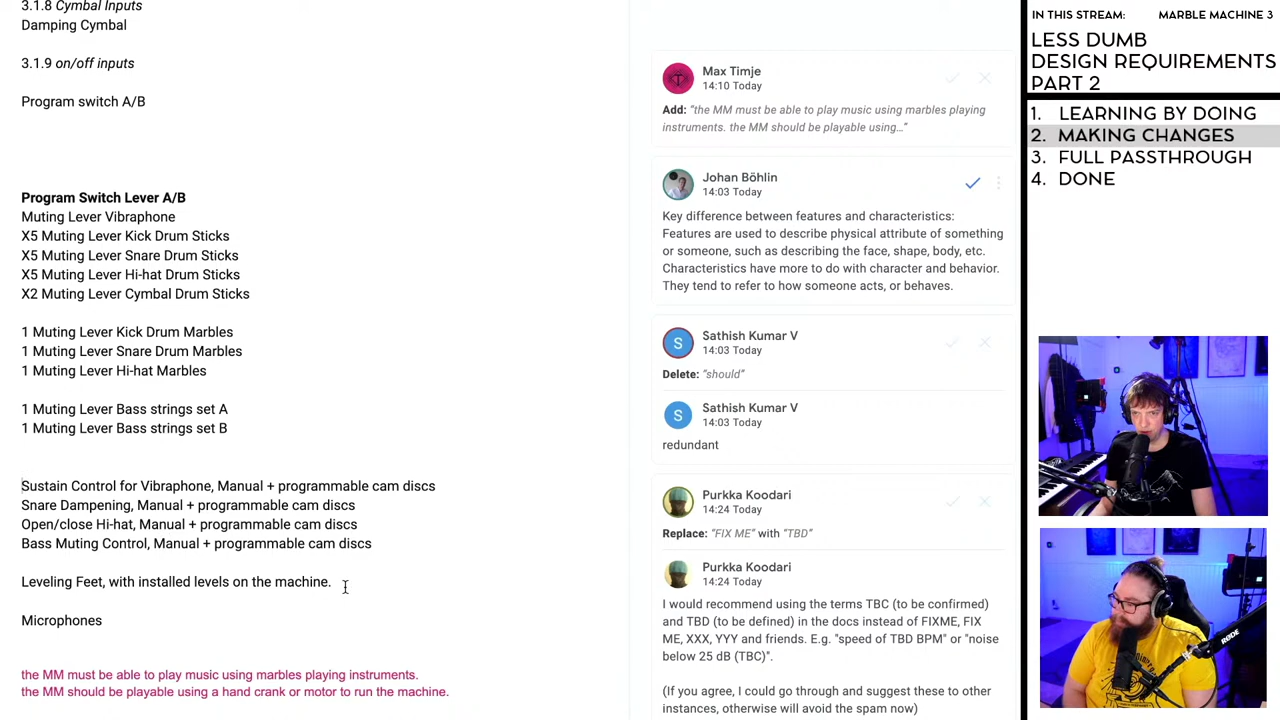 3.1.8 Cymbal Inputs
Damping Cymbal
3.1.9 on/off inputs
Program switch A/B
Program Switch Lever A/B
Muting Lever Vibraphone
X5 Muting Lever Kick Drum Sticks
X5 Muting Lever Snare Drum Sticks
X5 Muting Lever Hi-hat Drum Sticks
X2 Muting Lever Cymbal Drum Sticks
1 Muting Lever Kick Drum Marbles
1 Muting Lever Snare Drum Marbles
1 Muting Lever Hi-hat Marbles
1 Muting Lever Bass strings set A
1 Muting Lever Bass strings set B
Sustain Control for Vibraphone, Manual + programmable cam discs
Snare Dampening, Manual + programmable cam discs
Open/close Hi-hat, Manual + programmable cam discs
Bass Muting Control, Manual + programmable cam discs
Leveling Feet, with installed levels on the machine.
Microphones
the MM must be able to play music using marbles playing instruments.
the MM should be playable using a hand crank or motor to run the machine.
Max Timje
14:10 Today
Add: "the MM must be able to play music using marbles playing
instruments. the MM should be playable using…"
Johan Böhlin
14:03 Today
Key difference between features and characteristics:
Features are used to describe physical attribute of something
or someone, such as describing the face, shape, body, etc.
Characteristics have more to do with character and behavior.
They tend to refer to how someone acts, or behaves.
S
Sathish Kumar V
14:03 Today
Delete: "should"
S
Sathish Kumar V
14:03 Today
redundant
Purkka Koodari
14:24 Today
Replace: "FIX ME" with "TBD"
Purkka Koodari
14:24 Today
I would recommend using the terms TBC (to be confirmed)
and TBD (to be defined) in the docs instead of FIXME, FIX
ME, XXX, YYY and friends. E.g. "speed of TBD BPM" or "noise
below 25 dB (TBC)".
(If you agree, I could go through and suggest these to other
instances, otherwise will avoid the spam now)
IN THIS STREAM: MARBLE MACHINE 3
LESS DUMB
DESIGN REQUIREMENTS
PART 2
1. LEARNING BY DOING
2. MAKING CHANGES
3. FULL PASSTHROUGH
4. DONE
RØDE